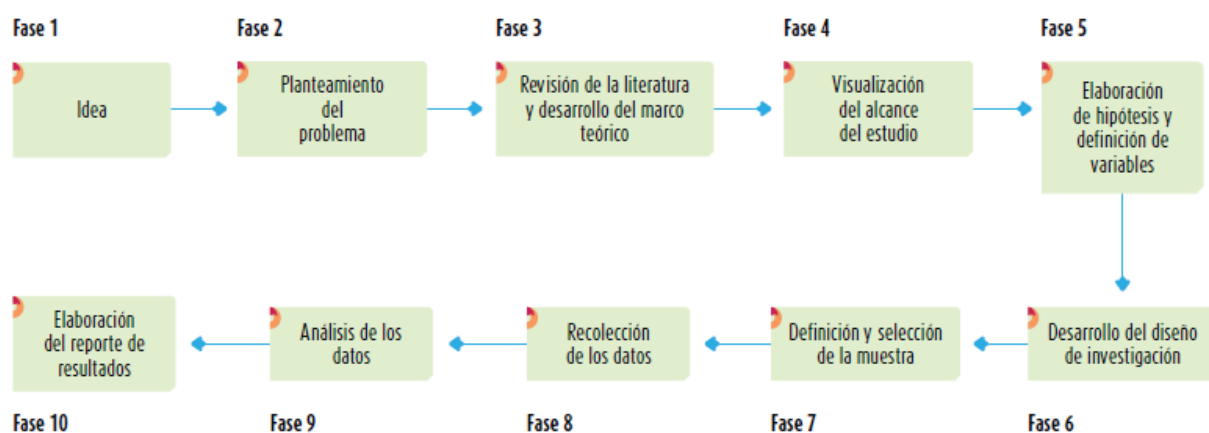 Fase 1
Idea
Fase 2
Planteamiento
del
problema
Fase 3
Revisión de la literatura
y desarrollo del marco
teórico
Fase 4
Visualización
del alcance
del estudio
Fase 5
Elaboración
de hipótesis y
definición de
variables
Desarrollo del diseño
de investigación
Fase 6
Definición y selección
de la muestra
Fase 7
Recolección
de los datos
Fase 8
Análisis de los
datos
Fase 9
Elaboración
del reporte de
resultados
Fase 10